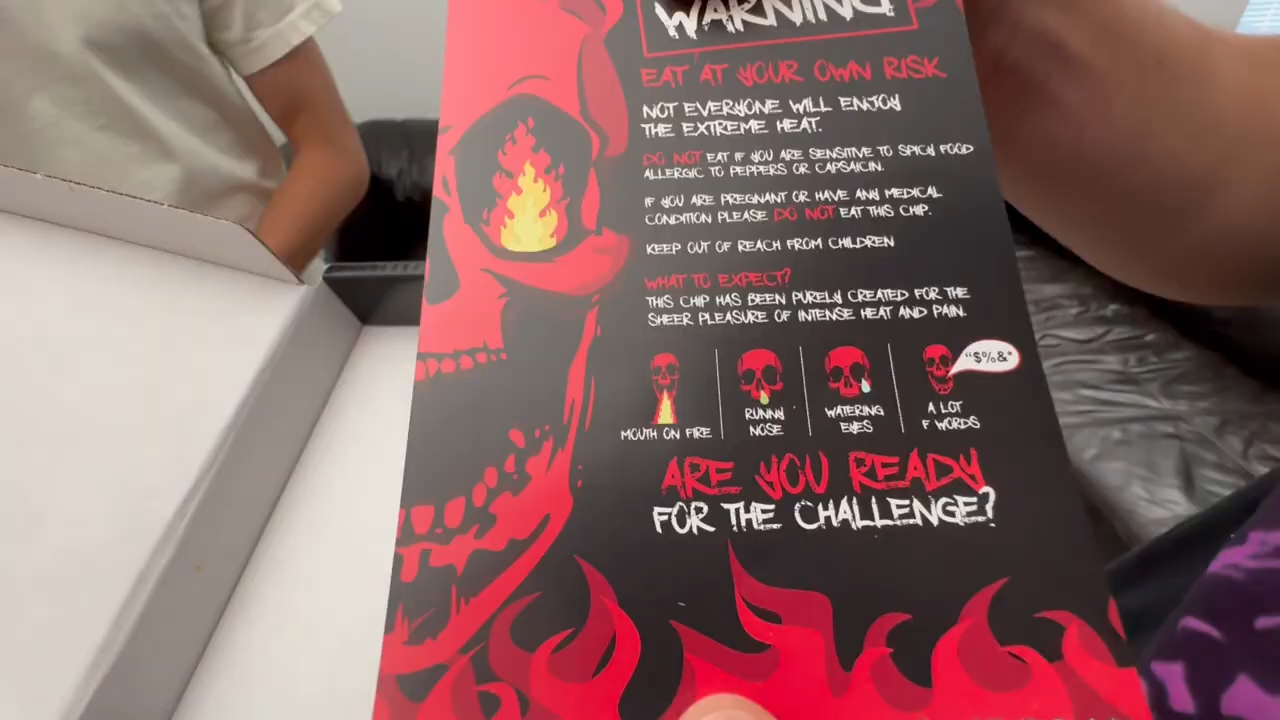 WARNING
EAT AT YOUR OWN RISK
NOT EVERYONE WILL ENJOY
THE EXTREME HEAT.
DO NOT EAT IF YOU ARE SENSITIVE TO SPICY FOOD
ALLERGIC TO PEPPERS OR CAPSAICIN.
IF YOU ARE PREGNANT OR HAVE ANY MEDICAL
CONDITION PLEASE DO NOT EAT THIS CHIP.
KEEP OUT OF REACH FROM CHILDREN
WHAT TO EXPECT?
THIS CHIP HAS BEEN PURELY CREATED FOR THE
SHEER PLEASURE OF INTENSE HEAT AND PAIN.
"$%&"
MOUTH ON FIRE
RUNNY
NOSE
WATERING
EYES
A LOT
F WORDS
ARE YOU READY
FOR THE CHALLENGE?